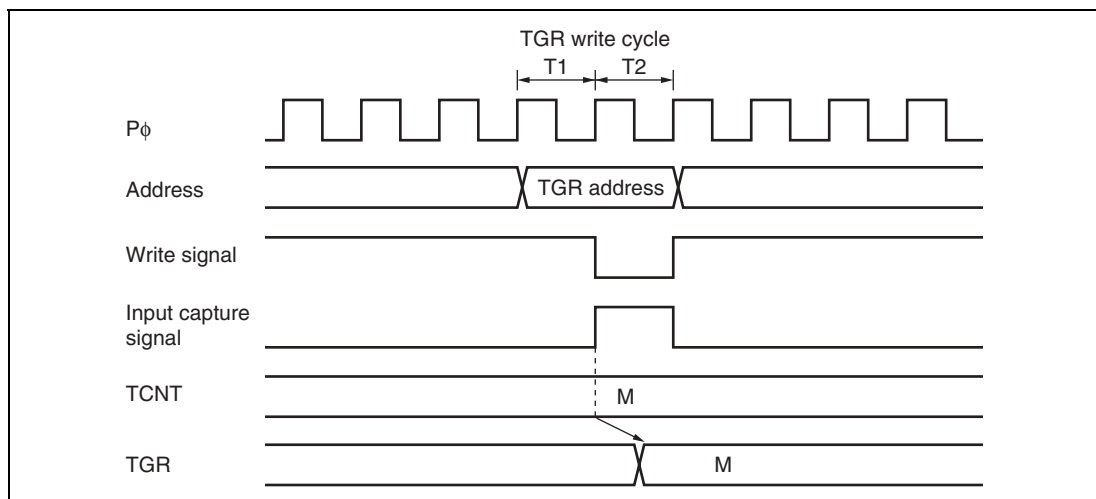 TGR write cycle
T1 T2
Pϕ
Address
TGR address
Write signal
Input capture
signal
TCNT
M
TGR
M